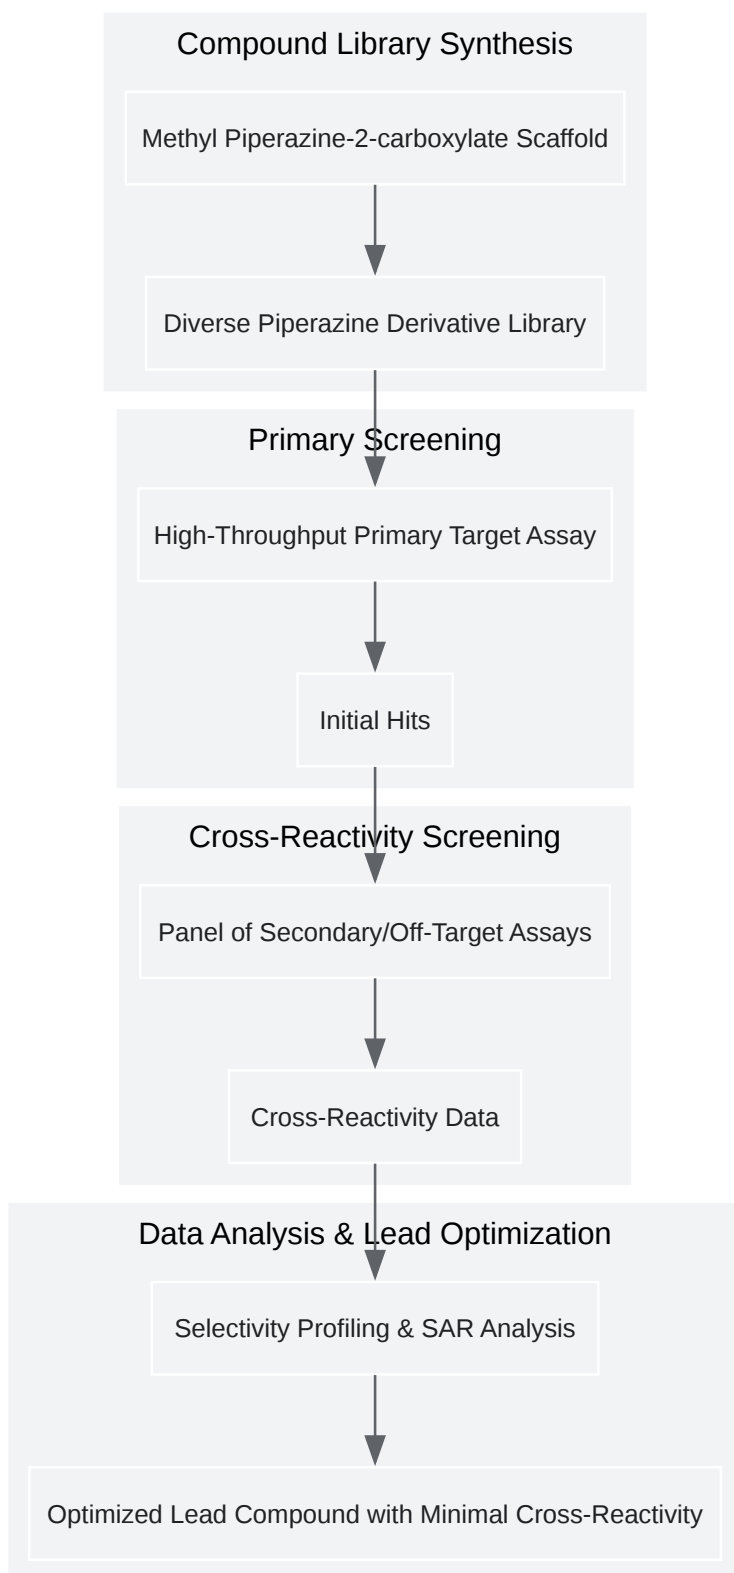 Compound Library Synthesis
Methyl Piperazine-2-carboxylate Scaffold
Diverse Piperazine Derivative Library
Primary Screening
High-Throughput Primary Target Assay
Initial Hits
Cross-Reactivity Screening
Panel of Secondary/Off-Target Assays
Cross-Reactivity Data
Data Analysis & Lead Optimization
Selectivity Profiling & SAR Analysis
Optimized Lead Compound with Minimal Cross-Reactivity